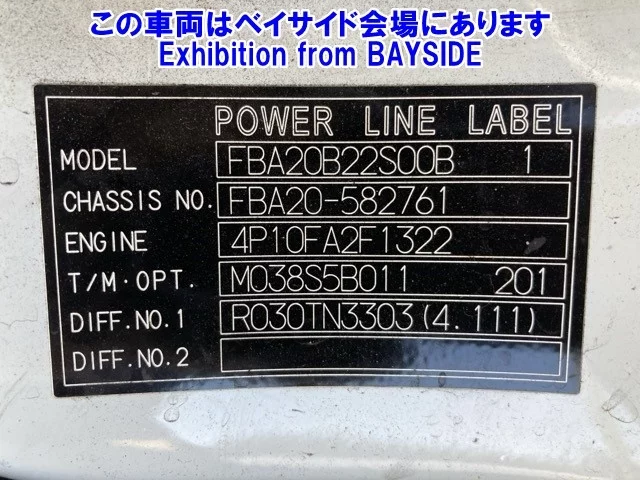 この車両はベイサイド会場にあります
Exhibition from BAYSIDE
POWER LINE LABEL
MODEL FBA20B22S00B 1
CHASSIS NO. FBA20-582761
ENGINE 4P10FA2F1322
T/M·OPT. M038S5B011 201
DIFF.NO.1 R030TN3303(4.111)
DIFF.NO.2